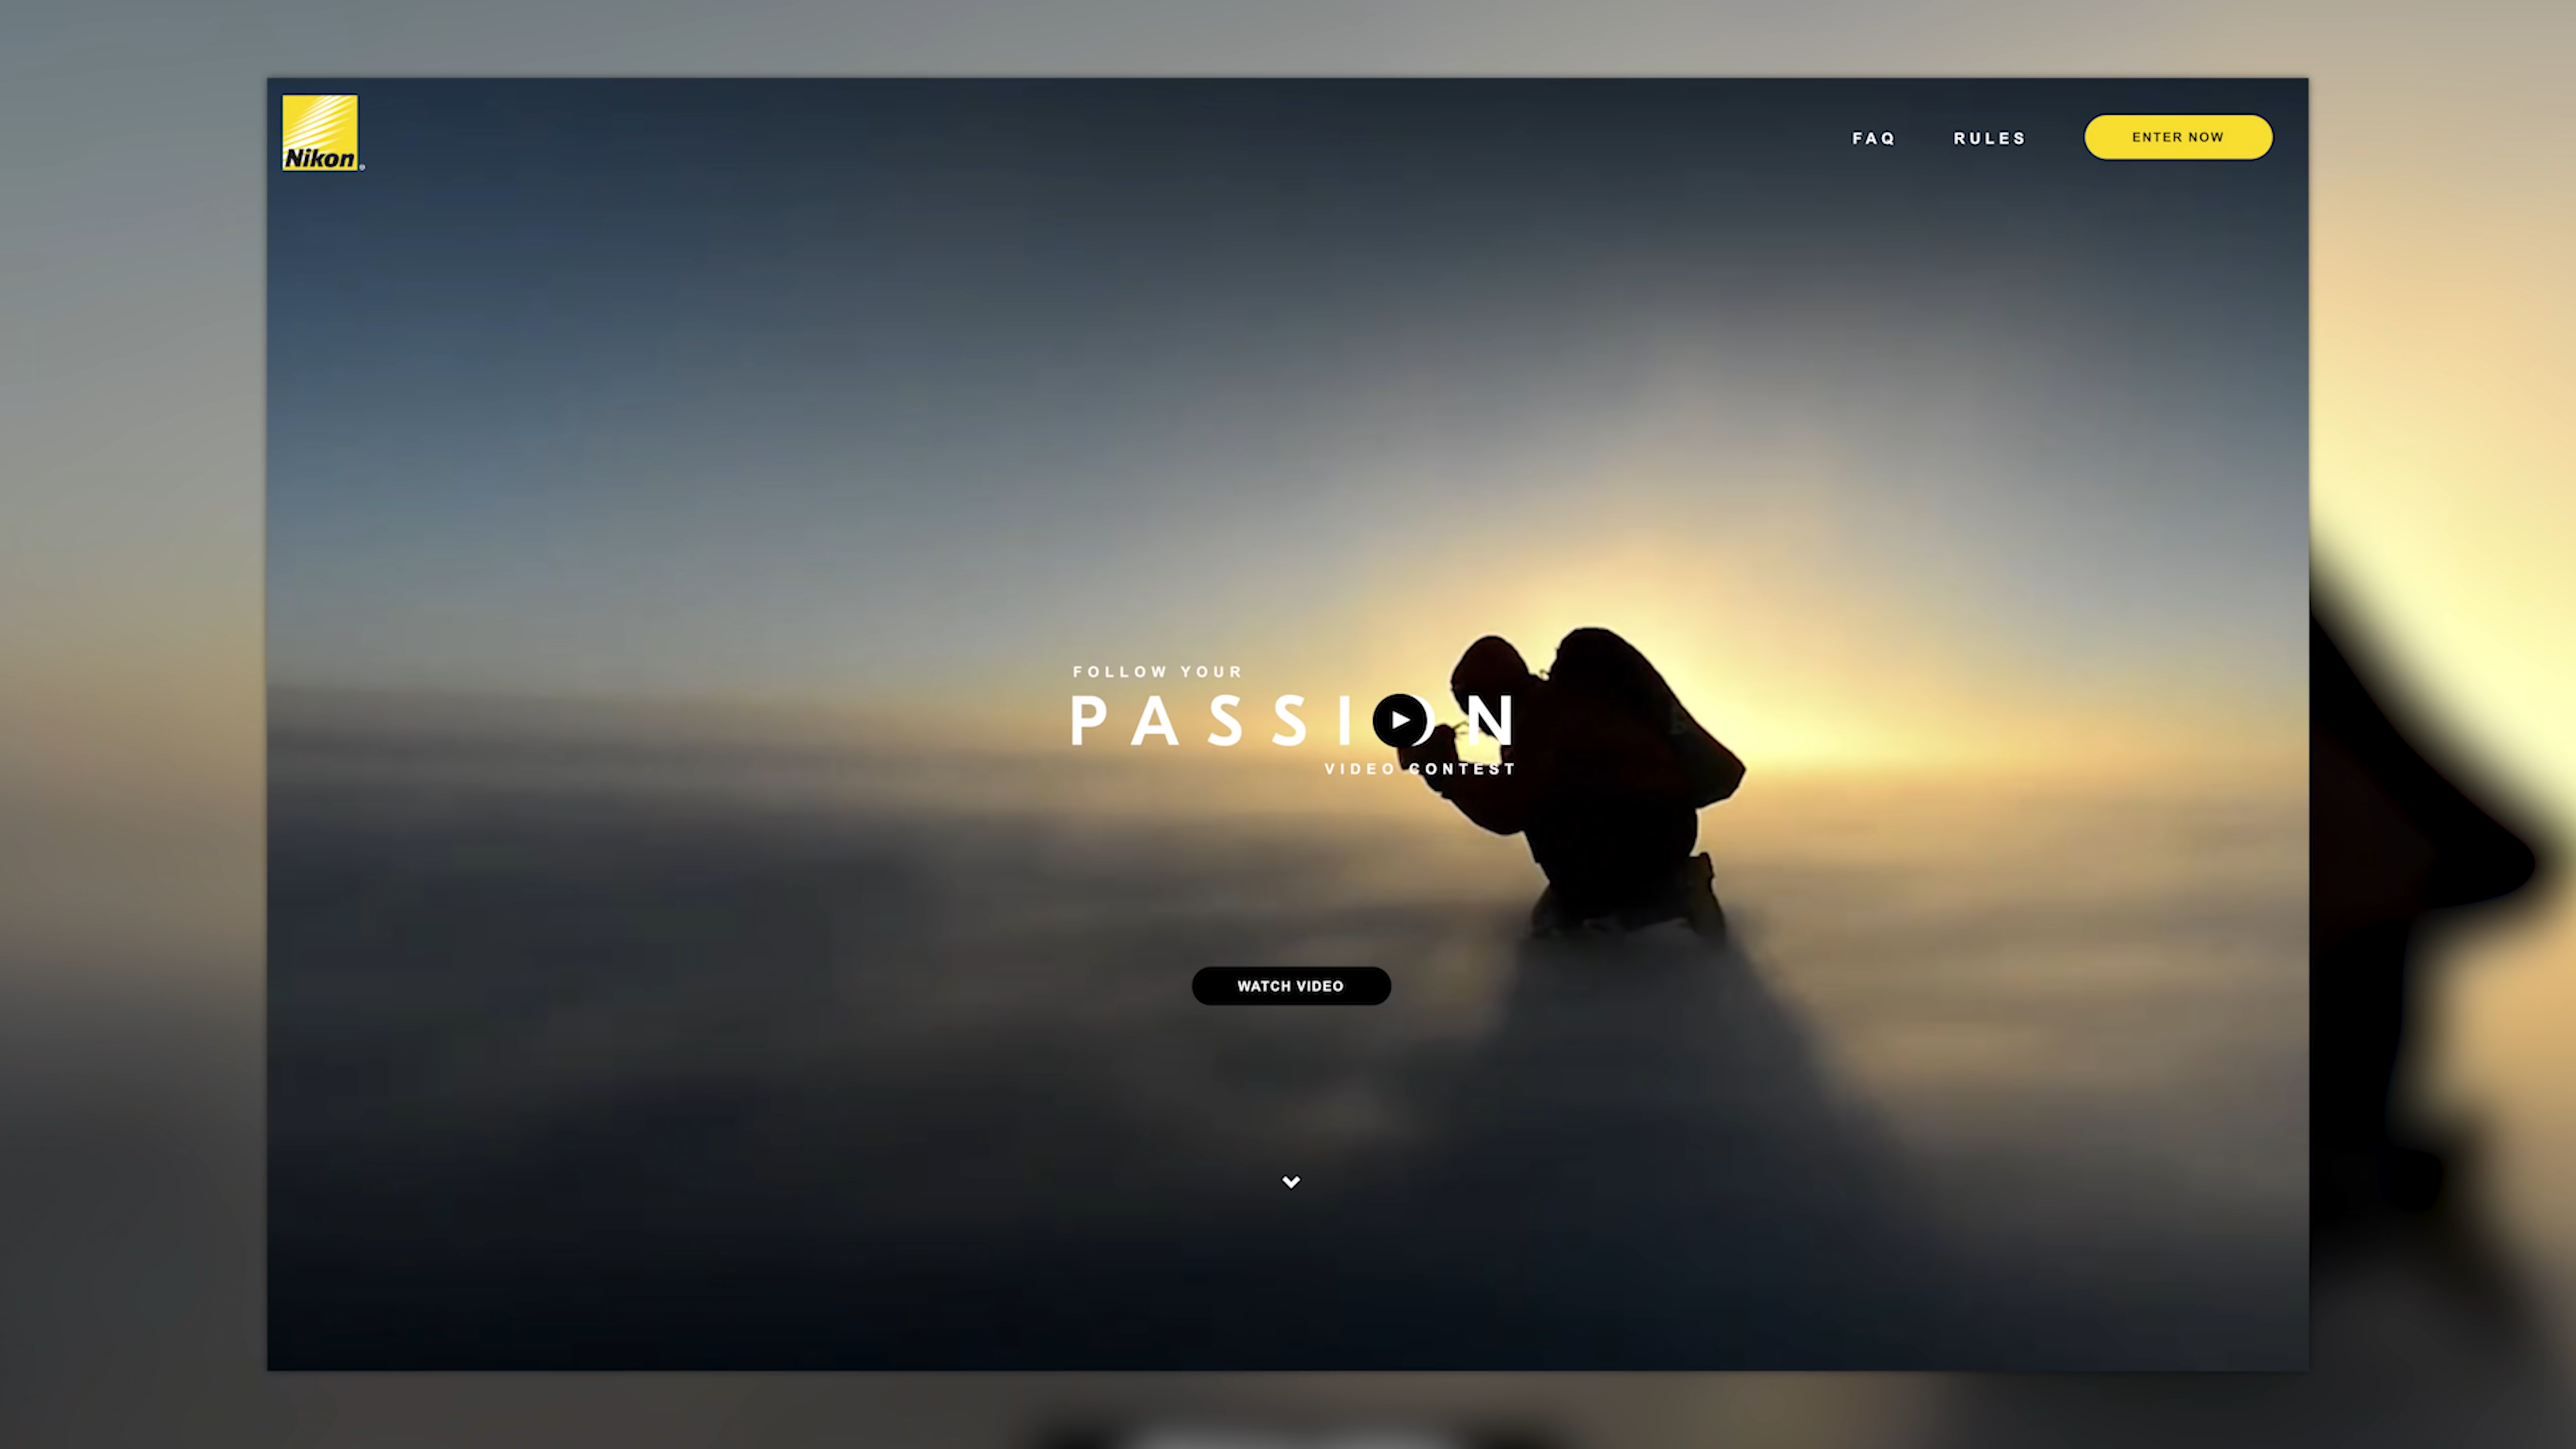 Nikon
FAQ
RULES
ENTER NOW
FOLLOW YOUR
PASSION
VIDEO CONTEST
WATCH VIDEO